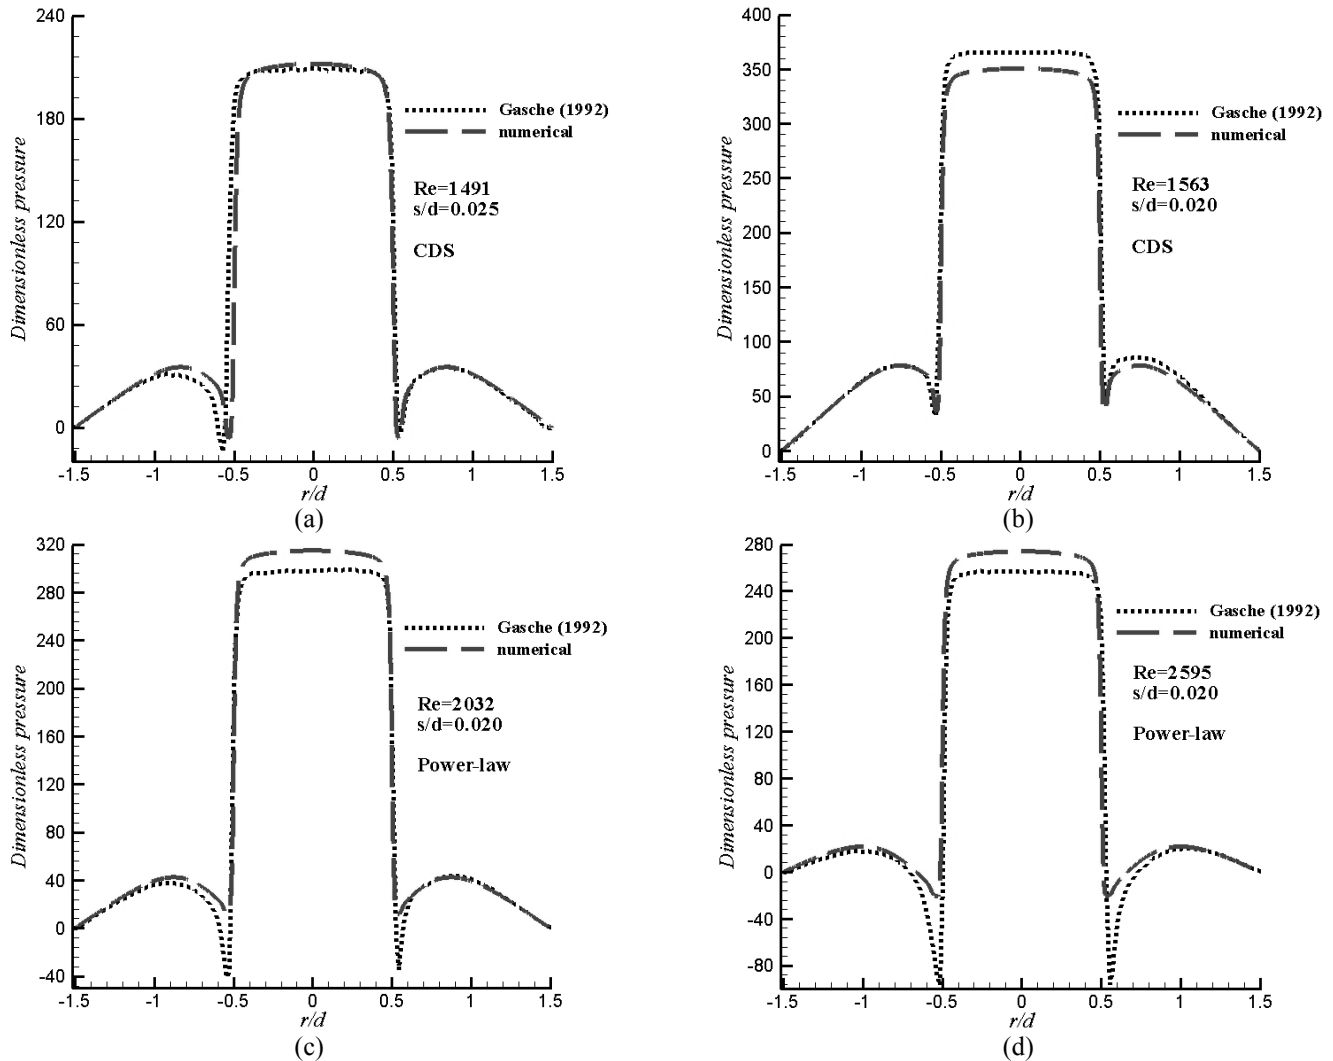 240
180
120
60
0
Dimensionless pressure
Gasche (1992)
numerical
Re=1491
s/d=0.025
CDS
-1.5 -1 -0.5 0 0.5 1 1.5
r/d
(a)
400
350
300
250
200
150
100
50
0
Dimensionless pressure
Gasche (1992)
numerical
Re=1563
s/d=0.020
CDS
-1.5 -1 -0.5 0 0.5 1 1.5
r/d
(b)
320
280
240
200
160
120
80
40
0
-40
Dimensionless pressure
Gasche (1992)
numerical
Re=2032
s/d=0.020
Power-law
-1.5 -1 -0.5 0 0.5 1 1.5
r/d
(c)
280
240
200
160
120
80
40
0
-40
-80
Dimensionless pressure
Gasche (1992)
numerical
Re=2595
s/d=0.020
Power-law
-1.5 -1 -0.5 0 0.5 1 1.5
r/d
(d)